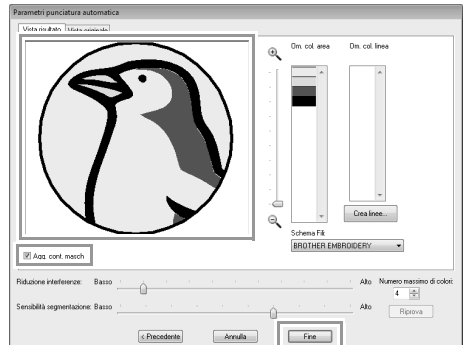 Parametri punciatura automatica
Vista risultato Vista originale
Om. col. area Om. col. linea
Crea linee...
Schema Fili:
BROTHER EMBROIDERY
Agg. cont. masch
Riduzione interferenze: Basso Alto Numero massimo di colori:
4
Sensibilità segmentazione: Basso Alto Riprova
< Precedente Annulla Fine